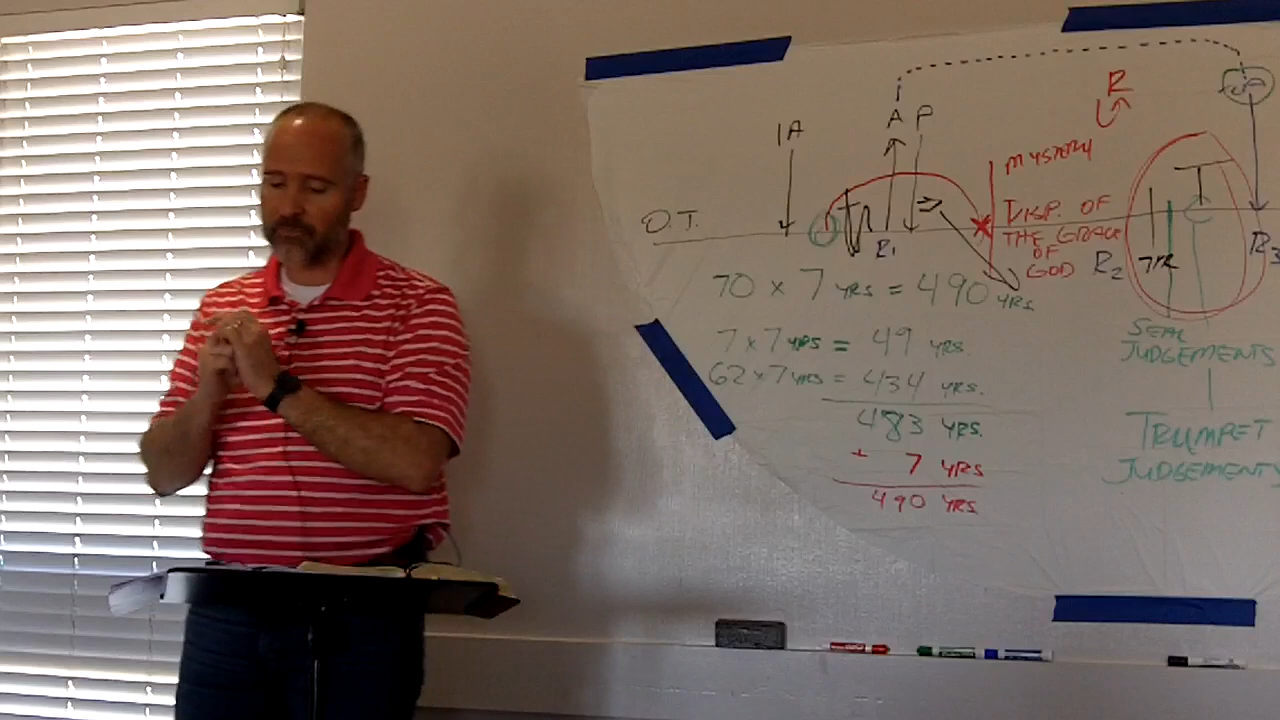 R
A P
1A
MYSTERY
O.T.
DISP. OF
THE GRACE
OF
GOD
R1
R2
7YR
R3
70 x 7 YRS = 490 YRS
7 x 7 YRS = 49 YRS.
62 x 7 YRS = 434 YRS.
483 YRS.
+ 7 YRS
490 YRS.
SEAL
JUDGEMENTS
TRUMPET
JUDGEMENTS